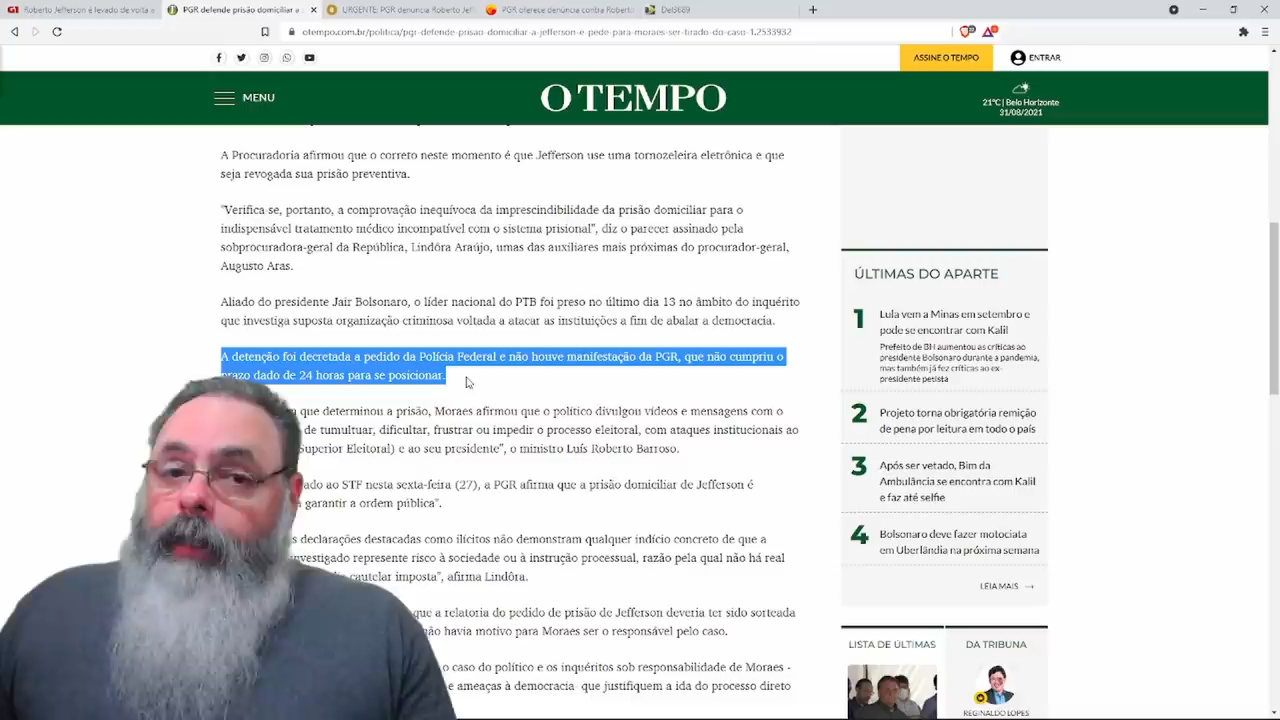 Roberto Jefferson é levado de volta a
PGR defende prisão domiciliar a
URGENTE: PGR denuncia Roberto Jeff
PGR oferece denúncia contra Roberto
Del3689
otempo.com.br/politica/pgr-defende-prisao-domiciliar-a-jefferson-e-pede-para-moraes-ser-tirado-do-caso-1.2533932
ASSINE O TEMPO
ENTRAR
MENU
O TEMPO
21°C | Belo Horizonte
31/08/2021
A Procuradoria afirmou que o correto neste momento é que Jefferson use uma tornozeleira eletrônica e que
seja revogada sua prisão preventiva.
"Verifica-se, portanto, a comprovação inequívoca da imprescindibilidade da prisão domiciliar para o
indispensável tratamento médico incompatível com o sistema prisional", diz o parecer assinado pela
sobprocuradora-geral da República, Lindôra Araújo, umas das auxiliares mais próximas do procurador-geral,
Augusto Aras.
Aliado do presidente Jair Bolsonaro, o líder nacional do PTB foi preso no último dia 13 no âmbito do inquérito
que investiga suposta organização criminosa voltada a atacar as instituições a fim de abalar a democracia.
A detenção foi decretada a pedido da Polícia Federal e não houve manifestação da PGR, que não cumpriu o
prazo dado de 24 horas para se posicionar.
que determinou a prisão, Moraes afirmou que o político divulgou vídeos e mensagens com o
de tumultuar, dificultar, frustrar ou impedir o processo eleitoral, com ataques institucionais ao
Superior Eleitoral) e ao seu presidente", o ministro Luís Roberto Barroso.
ado ao STF nesta sexta-feira (27), a PGR afirma que a prisão domiciliar de Jefferson é
garantir a ordem pública".
s declarações destacadas como ilícitos não demonstram qualquer indício concreto de que a
nvestigado represente risco à sociedade ou à instrução processual, razão pela qual não há real
cautelar imposta", afirma Lindôra.
que a relatoria do pedido de prisão de Jefferson deveria ter sido sorteada
não havia motivo para Moraes ser o responsável pelo caso.
o caso do político e os inquéritos sob responsabilidade de Moraes -
e ameaças à democracia que justifiquem a ida do processo direto
ÚLTIMAS DO APARTE
1
Lula vem a Minas em setembro e
pode se encontrar com Kalil
Prefeito de BH aumentou as críticas ao
presidente Bolsonaro durante a pandemia,
mas também já fez críticas ao ex-
presidente petista
2
Projeto torna obrigatória remição
de pena por leitura em todo o país
3
Após ser vetado, Bim da
Ambulância se encontra com Kalil
e faz até selfie
4
Bolsonaro deve fazer motociata
em Uberlândia na próxima semana
LEIA MAIS
LISTA DE ÚLTIMAS
DA TRIBUNA
REGINALDO LOPES